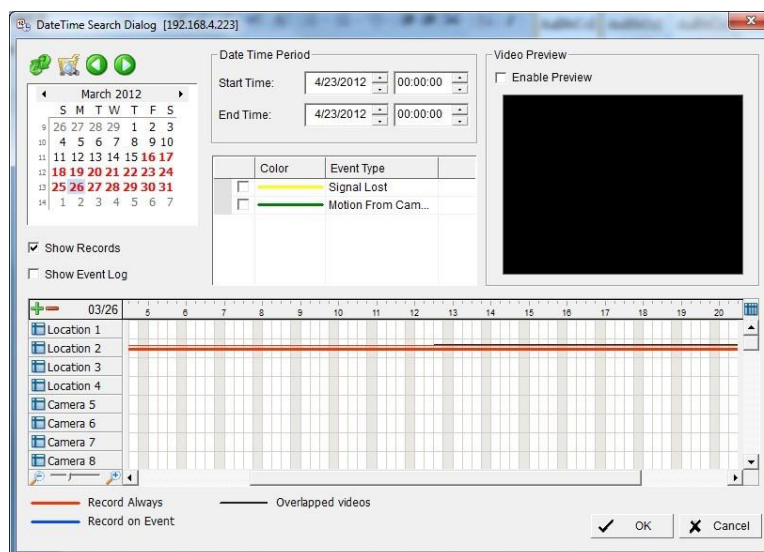 DateTime Search Dialog [192.168.4.223]
March 2012
S M T W T F S
9 26 27 28 29 1 2 3
10 4 5 6 7 8 9 10
11 11 12 13 14 15 16 17
12 18 19 20 21 22 23 24
13 25 26 27 28 29 30 31
14 1 2 3 4 5 6 7
Show Records
Show Event Log
Date Time Period
Start Time: 4/23/2012 00:00:00
End Time: 4/23/2012 00:00:00
Color Event Type
Signal Lost
Motion From Cam...
Video Preview
Enable Preview
03/26 5 6 7 8 9 10 11 12 13 14 15 16 17 18 19 20
Location 1
Location 2
Location 3
Location 4
Camera 5
Camera 6
Camera 7
Camera 8
Record Always Overlapped videos
Record on Event
OK Cancel